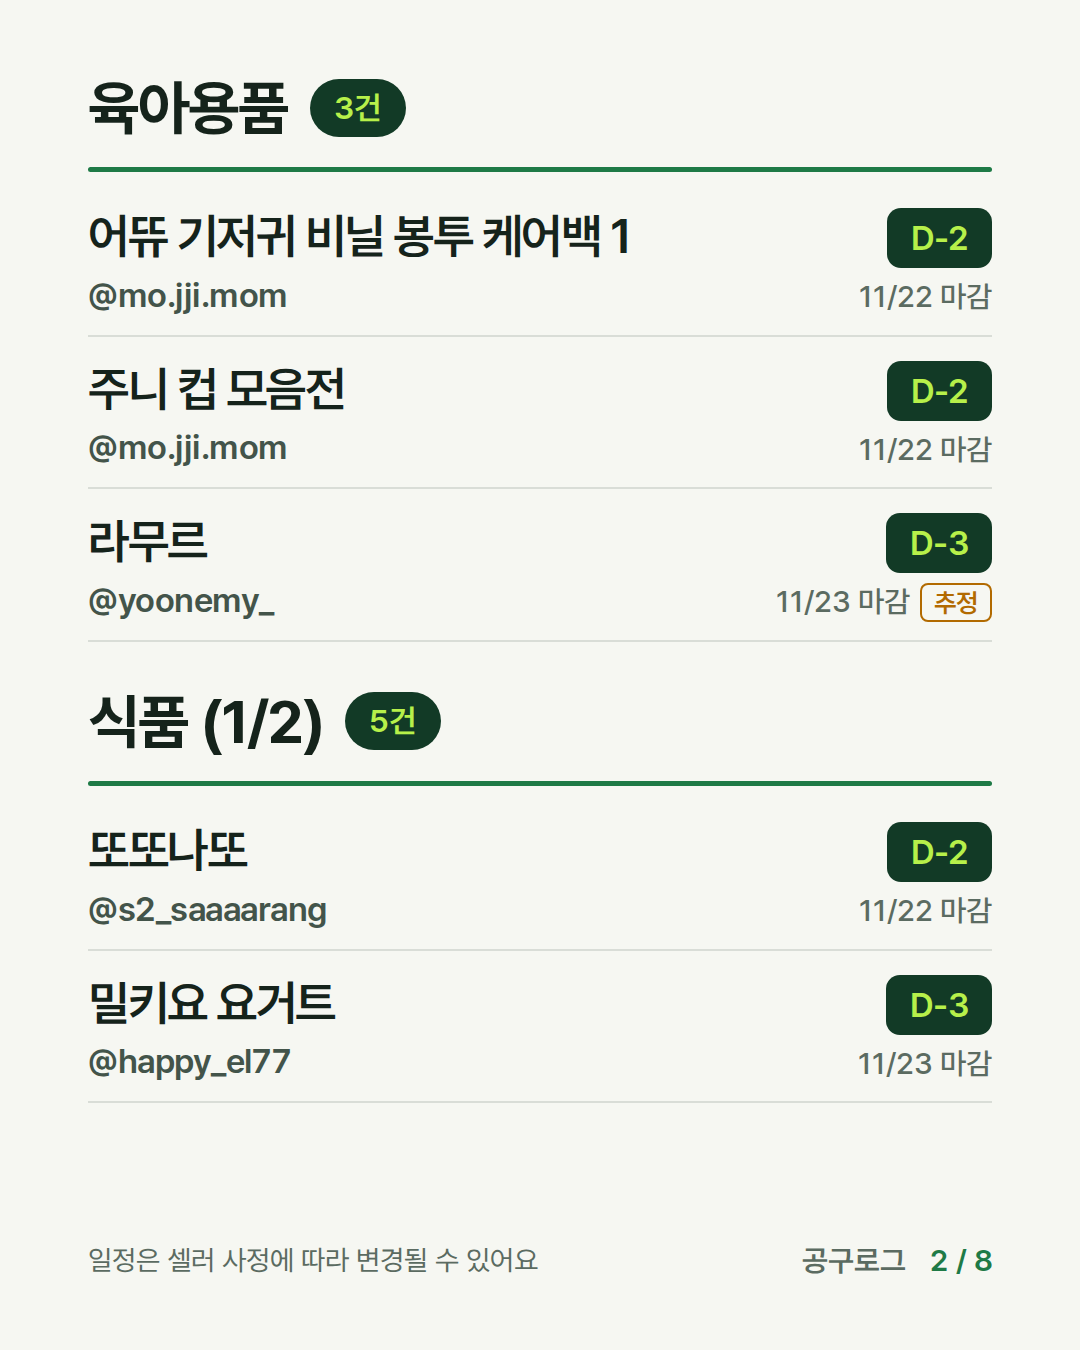 육아용품 3건
어뜌 기저귀 비닐 봉투 케어백 1 D-2
@mo.jji.mom 11/22 마감
주니 컵 모음전 D-2
@mo.jji.mom 11/22 마감
라무르 D-3
@yoonemy_ 11/23 마감 추정
식품 (1/2) 5건
또또나또 D-2
@s2_saaaarang 11/22 마감
밀키요 요거트 D-3
@happy_el77 11/23 마감
일정은 셀러 사정에 따라 변경될 수 있어요 공구로그 2 / 8